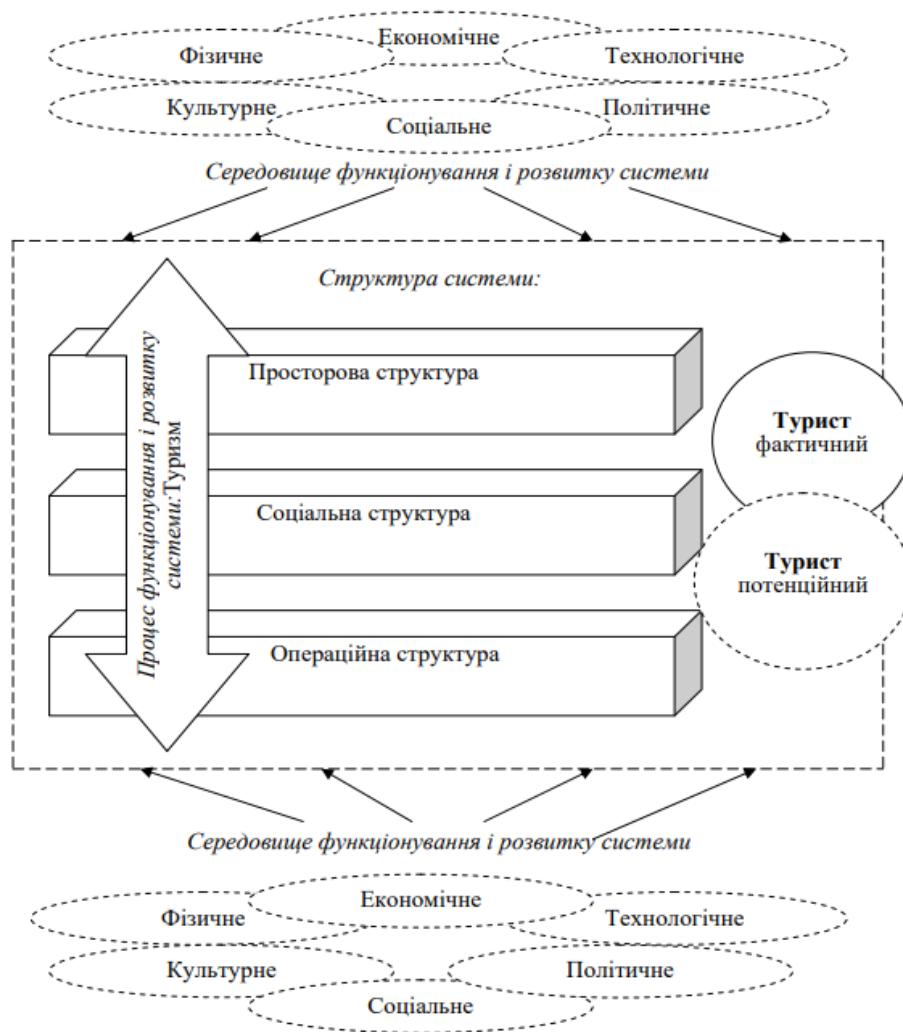 Економічне
Фізичне
Технологічне
Культурне
Політичне
Соціальне
Середовище функціонування і розвитку системи
Структура системи:
Процес функціонування і розвитку
системи:Туризм
Просторова структура
Соціальна структура
Операційна структура
Турист
фактичний
Турист
потенційний
Середовище функціонування і розвитку системи
Економічне
Фізичне
Технологічне
Культурне
Політичне
Соціальне